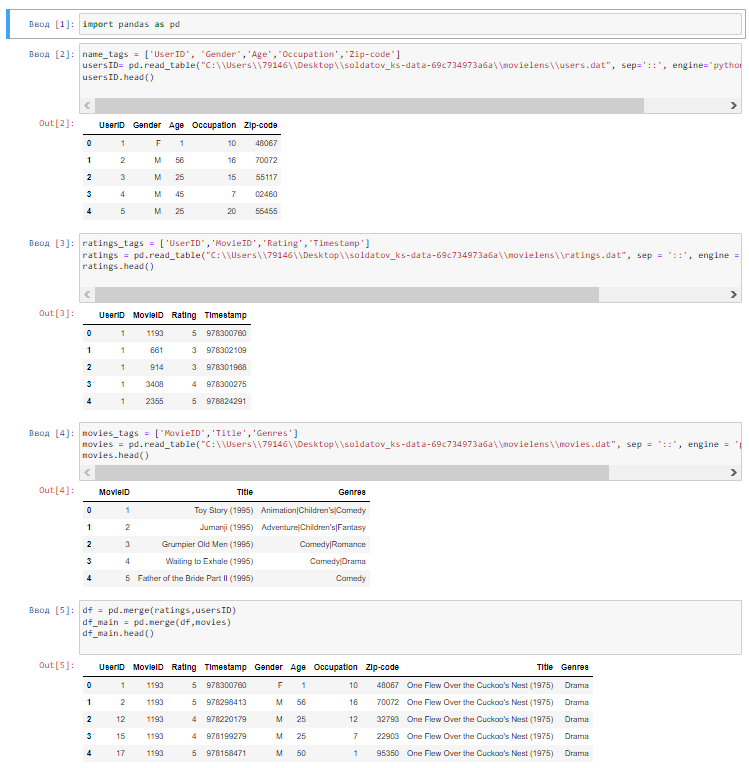 Ввод [1]: import pandas as pd
Ввод [2]: name_tags = ['UserID', 'Gender','Age','Occupation','Zip-code']
usersID= pd.read_table("C:\\Users\\79146\\Desktop\\soldatov_ks-data-69c734973a6a\\movielens\\users.dat", sep='::', engine='python
usersID.head()
Out[2]:
UserID Gender Age Occupation Zip-code
0 1 F 1 10 48067
1 2 M 56 16 70072
2 3 M 25 15 55117
3 4 M 45 7 02460
4 5 M 25 20 55455
Ввод [3]: ratings_tags = ['UserID','MovieID','Rating','Timestamp']
ratings = pd.read_table("C:\\Users\\79146\\Desktop\\soldatov_ks-data-69c734973a6a\\movielens\\ratings.dat", sep = '::', engine =
ratings.head()
Out[3]:
UserID MovieID Rating Timestamp
0 1 1193 5 978300760
1 1 661 3 978302109
2 1 914 3 978301968
3 1 3408 4 978300275
4 1 2355 5 978824291
Ввод [4]: movies_tags = ['MovieID','Title','Genres']
movies = pd.read_table("C:\\Users\\79146\\Desktop\\soldatov_ks-data-69c734973a6a\\movielens\\movies.dat", sep = '::', engine = 'p
movies.head()
Out[4]:
MovieID Title Genres
0 1 Toy Story (1995) Animation|Children's|Comedy
1 2 Jumanji (1995) Adventure|Children's|Fantasy
2 3 Grumpier Old Men (1995) Comedy|Romance
3 4 Waiting to Exhale (1995) Comedy|Drama
4 5 Father of the Bride Part II (1995) Comedy
Ввод [5]: df = pd.merge(ratings,usersID)
df_main = pd.merge(df,movies)
df_main.head()
Out[5]:
UserID MovieID Rating Timestamp Gender Age Occupation Zip-code Title Genres
0 1 1193 5 978300760 F 1 10 48067 One Flew Over the Cuckoo's Nest (1975) Drama
1 2 1193 5 978298413 M 56 16 70072 One Flew Over the Cuckoo's Nest (1975) Drama
2 12 1193 4 978220179 M 25 12 32793 One Flew Over the Cuckoo's Nest (1975) Drama
3 15 1193 4 978199279 M 25 7 22903 One Flew Over the Cuckoo's Nest (1975) Drama
4 17 1193 5 978158471 M 50 1 95350 One Flew Over the Cuckoo's Nest (1975) Drama